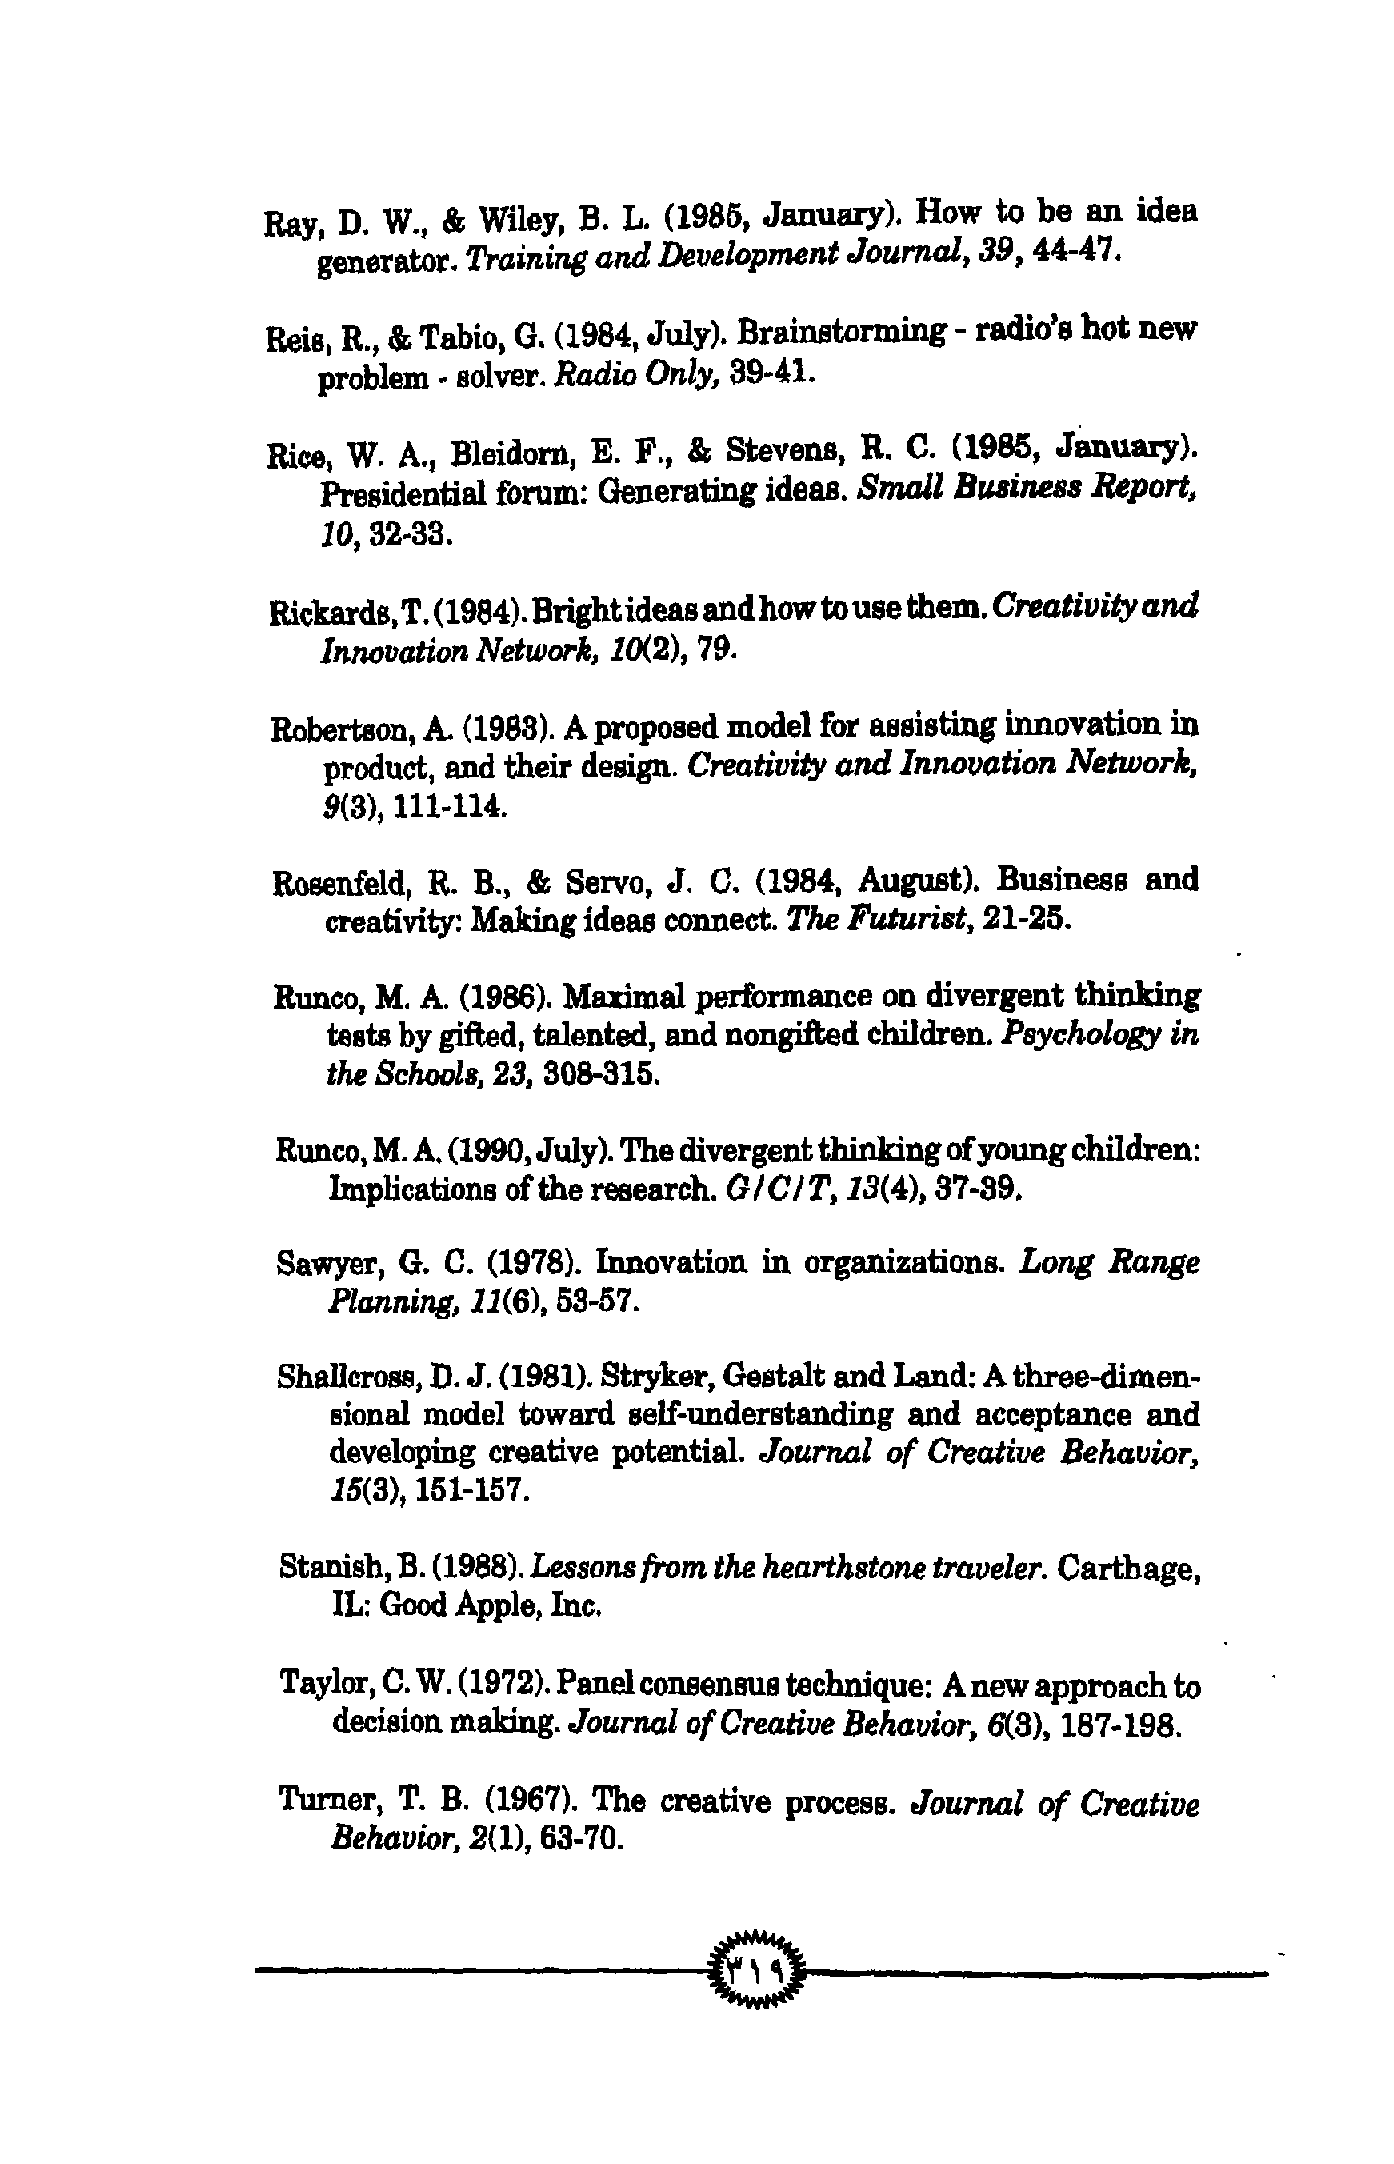 Ray, D. W., & Wiley, B. L. (1985, January). How to be an idea
generator. Training and Development Journal, 39, 44-47.
Reis, R., & Tabio, G. (1984, July). Brainstorming - radio's hot new
problem - solver. Radio Only, 39-41.
Rice, W. A., Bleidorn, E. F., & Stevens, R. C. (1985, January).
Presidential forum: Generating ideas. Small Business Report,
10, 32-33.
Rickards, T. (1984). Bright ideas and how to use them. Creativity and
Innovation Network, 10(2), 79.
Robertson, A. (1983). A proposed model for assisting innovation in
product, and their design. Creativity and Innovation Network,
9(3), 111-114.
Rosenfeld, R. B., & Servo, J. C. (1984, August). Business and
creativity: Making ideas connect. The Futurist, 21-25.
Runco, M. A. (1986). Maximal performance on divergent thinking
tests by gifted, talented, and nongifted children. Psychology in
the Schools, 23, 308-315.
Runco, M. A. (1990, July). The divergent thinking of young children:
Implications of the research. G/C/T, 13(4), 37-39.
Sawyer, G. C. (1978). Innovation in organizations. Long Range
Planning, 11(6), 53-57.
Shallcross, D. J. (1981). Stryker, Gestalt and Land: A three-dimen-
sional model toward self-understanding and acceptance and
developing creative potential. Journal of Creative Behavior,
15(3), 151-157.
Stanish, B. (1988). Lessons from the hearthstone traveler. Carthage,
IL: Good Apple, Inc.
Taylor, C. W. (1972). Panel consensus technique: A new approach to
decision making. Journal of Creative Behavior, 6(3), 187-198.
Turner, T. B. (1967). The creative process. Journal of Creative
Behavior, 2(1), 63-70.
٣١٩